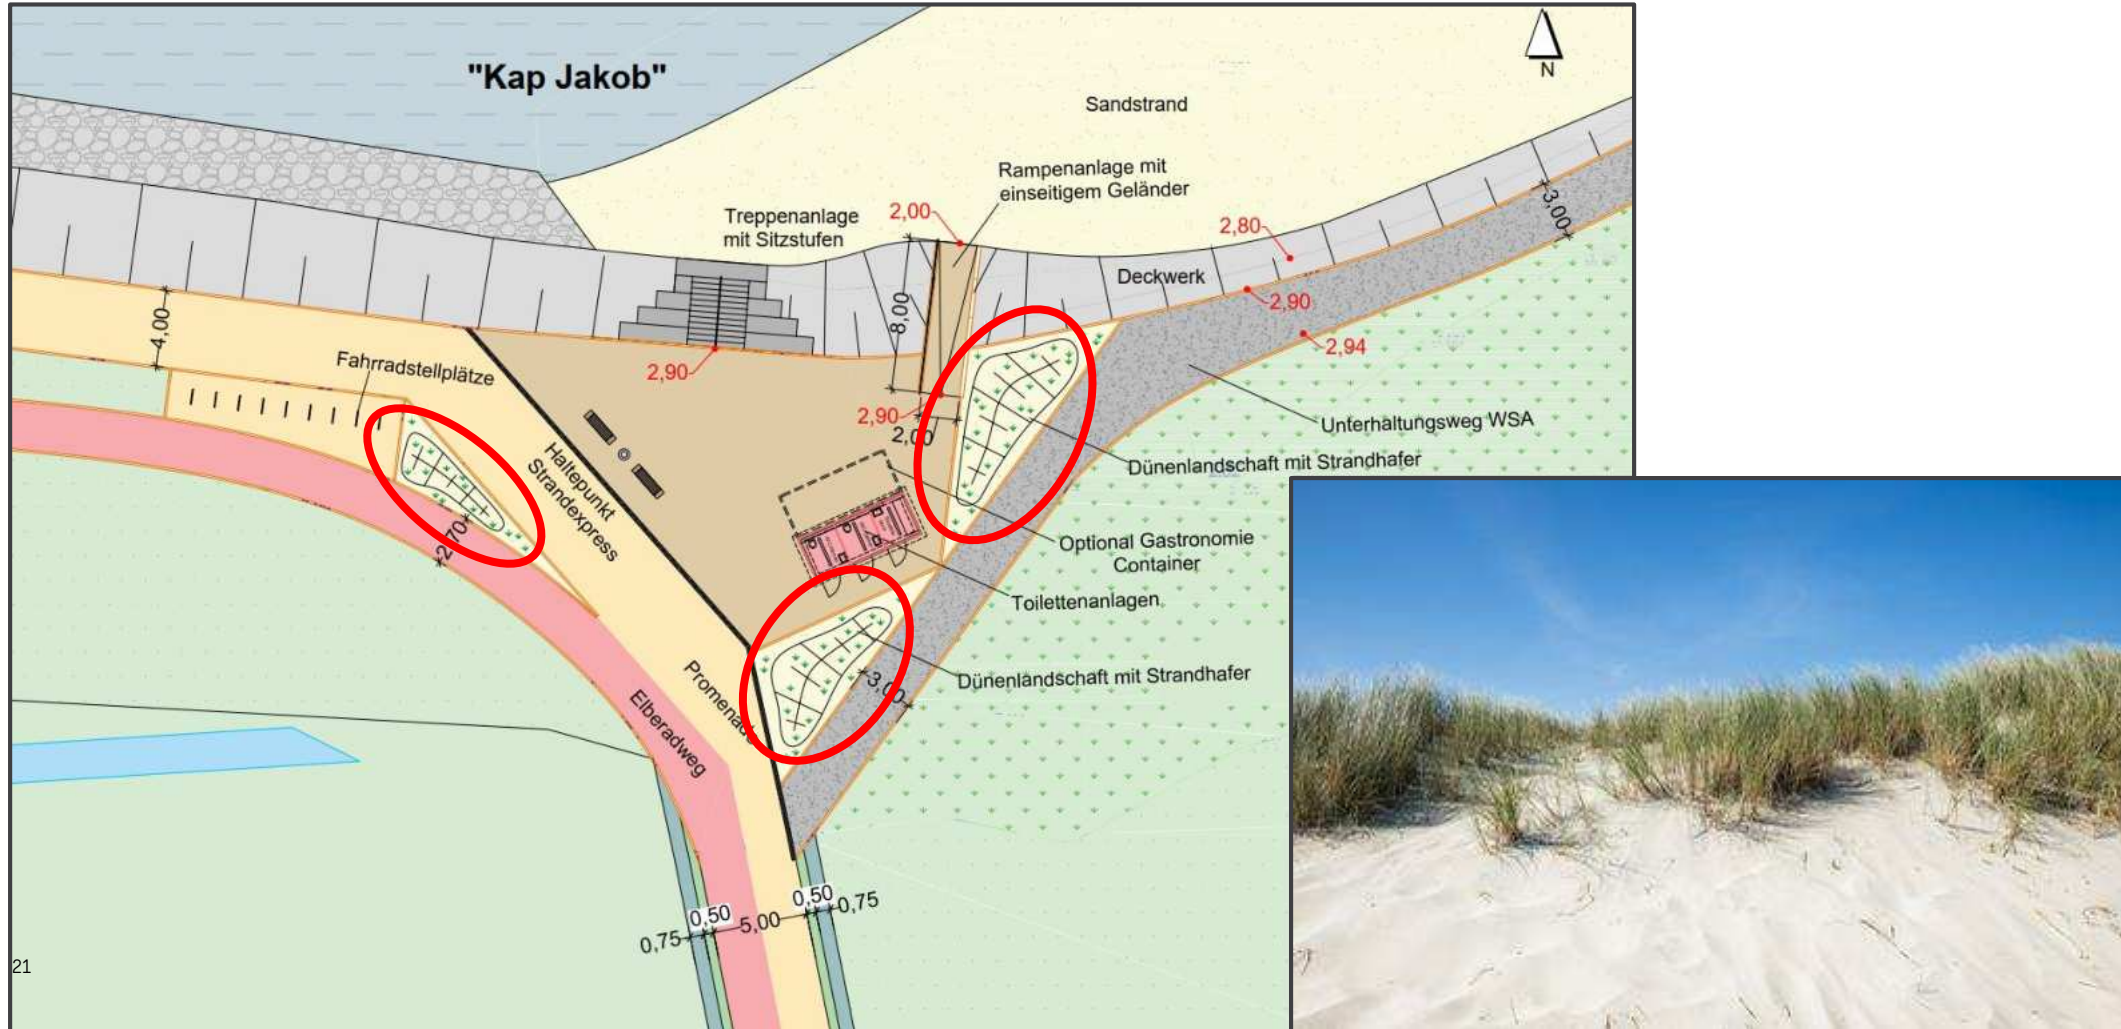 "Kap Jakob"
N
Sandstrand
Rampenanlage mit
einseitigem Geländer
Treppenanlage
mit Sitzstufen
2,00
2,80
3,00
Deckwerk
8,00
4,00
2,90
2,94
Fahrradstellplätze
2,90
2,90
2,00
Unterhaltungsweg WSA
Haltepunkt
Strandexpress
Dünenlandschaft mit Strandhafer
2,70
Optional Gastronomie
Container
Toilettenanlagen
Dünenlandschaft mit Strandhafer
3,00
Promenade
Elberadweg
0,75
0,50
5,00
0,50
0,75
21